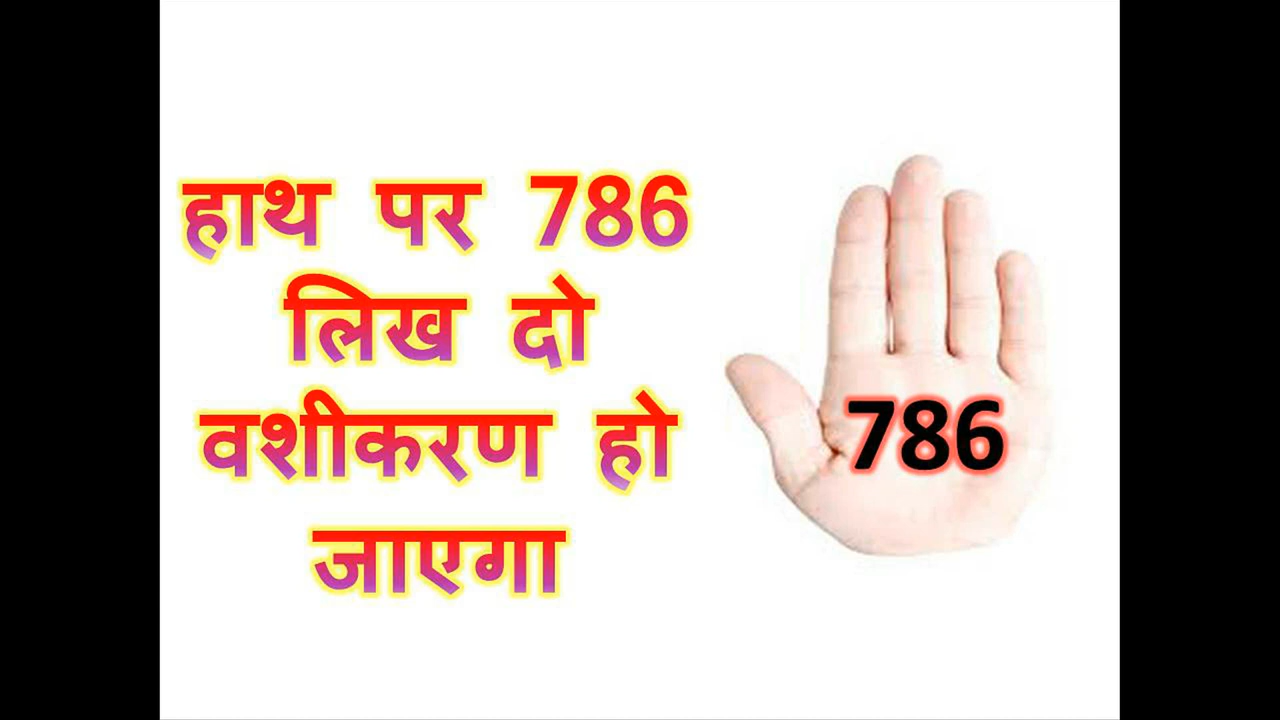 हाथ पर 786
लिख दो
वशीकरण हो
जाएगा
786